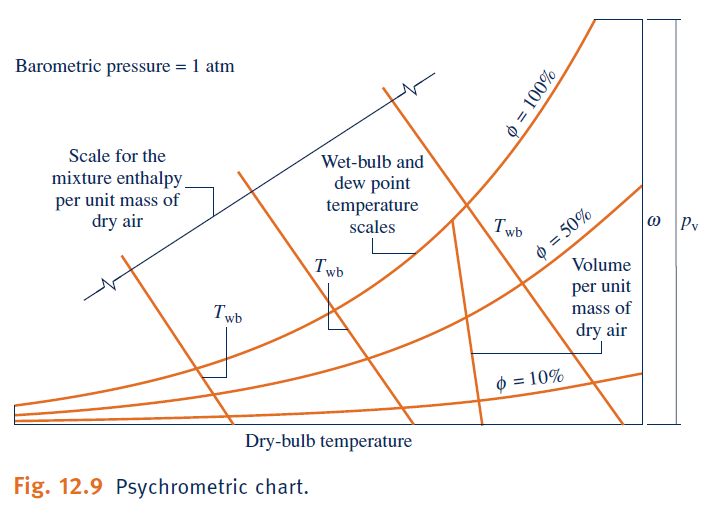 Barometric pressure = 1 atm
Scale for the
mixture enthalpy
per unit mass of
dry air
Wet-bulb and
dew point
temperature
scales
ϕ = 100%
T_wb
T_wb
T_wb
ϕ = 50%
ω
p_v
Volume
per unit
mass of
dry air
ϕ = 10%
Dry-bulb temperature
Fig. 12.9 Psychrometric chart.